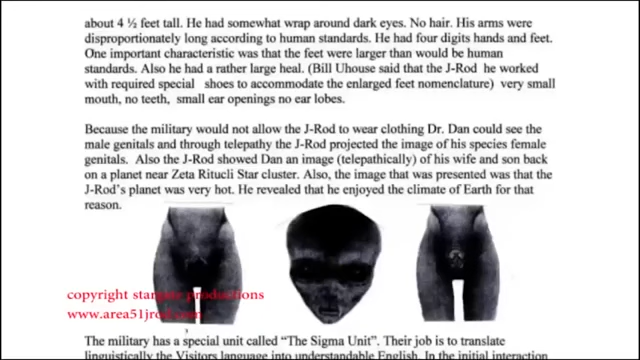 about 4 ½ feet tall. He had somewhat wrap around dark eyes. No hair. His arms were
disproportionately long according to human standards. He had four digits hands and feet.
One important characteristic was that the feet were larger than would be human
standards. Also he had a rather large heal. (Bill Uhouse said that the J-Rod he worked
with required special shoes to accommodate the enlarged feet nomenclature) very small
mouth, no teeth, small ear openings no ear lobes.
Because the military would not allow the J-Rod to wear clothing Dr. Dan could see the
male genitals and through telepathy the J-Rod projected the image of his species female
genitals. Also the J-Rod showed Dan an image (telepathically) of his wife and son back
on a planet near Zeta Ritucli Star cluster. Also, the image that was presented was that the
J-Rod's planet was very hot. He revealed that he enjoyed the climate of Earth for that
reason.
copyright stargate productions
www.area51jrod.com
The military has a special unit called "The Sigma Unit". Their job is to translate
linguistically the Visitors language into understandable English. In the initial interaction